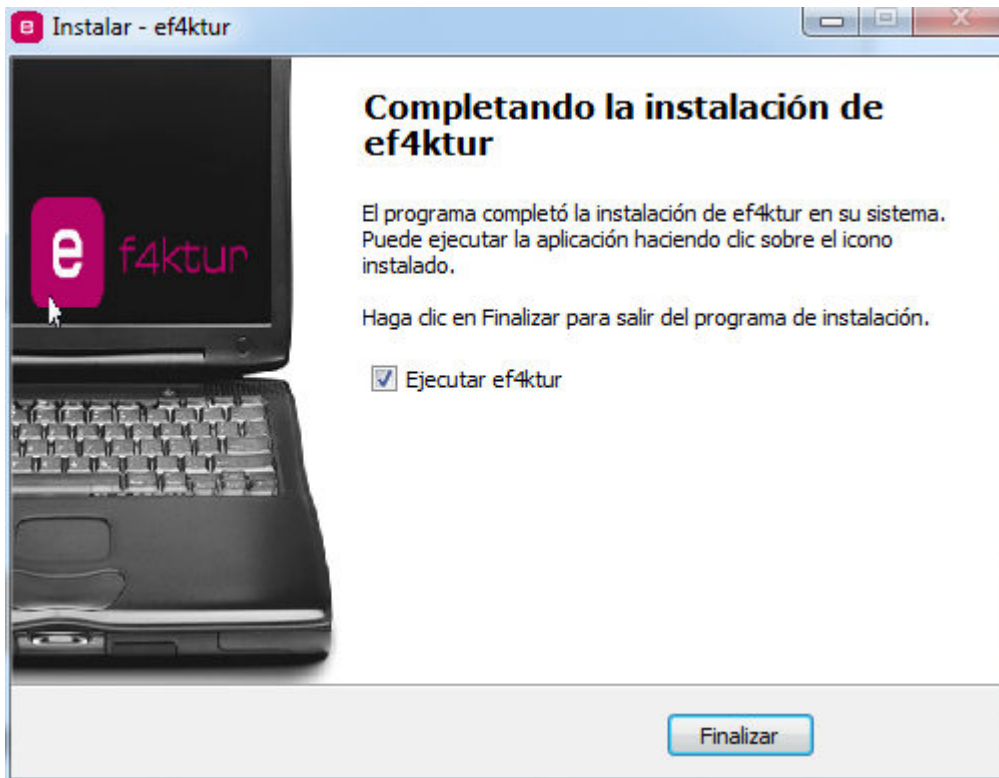 Instalar - ef4ktur
Completando la instalación de
ef4ktur
El programa completó la instalación de ef4ktur en su sistema.
Puede ejecutar la aplicación haciendo clic sobre el icono
instalado.
Haga clic en Finalizar para salir del programa de instalación.
Ejecutar ef4ktur
e f4ktur
Finalizar